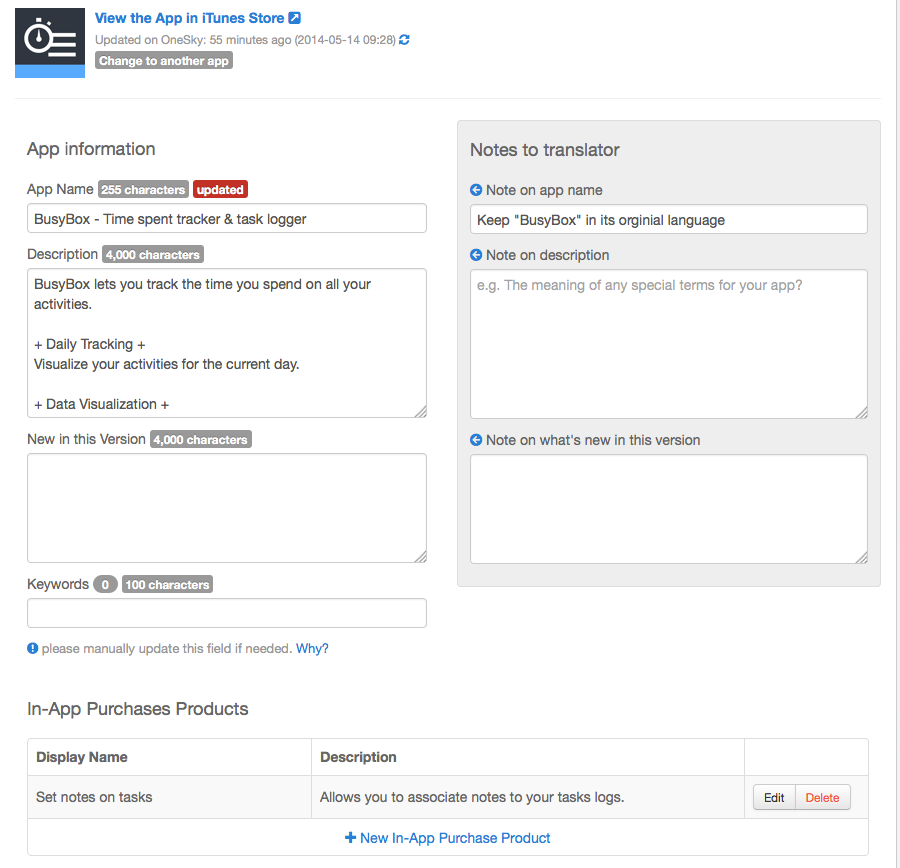 View the App in iTunes Store
Updated on OneSky: 55 minutes ago (2014-05-14 09:28)
Change to another app
App information
App Name 255 characters updated
BusyBox - Time spent tracker & task logger
Description 4,000 characters
BusyBox lets you track the time you spend on all your
activities.
+ Daily Tracking +
Visualize your activities for the current day.
+ Data Visualization +
New in this Version 4,000 characters
Keywords 0 100 characters
please manually update this field if needed. Why?
Notes to translator
Note on app name
Keep "BusyBox" in its orginial language
Note on description
e.g. The meaning of any special terms for your app?
Note on what's new in this version
In-App Purchases Products
Display Name Description
Set notes on tasks Allows you to associate notes to your tasks logs. Edit Delete
+ New In-App Purchase Product